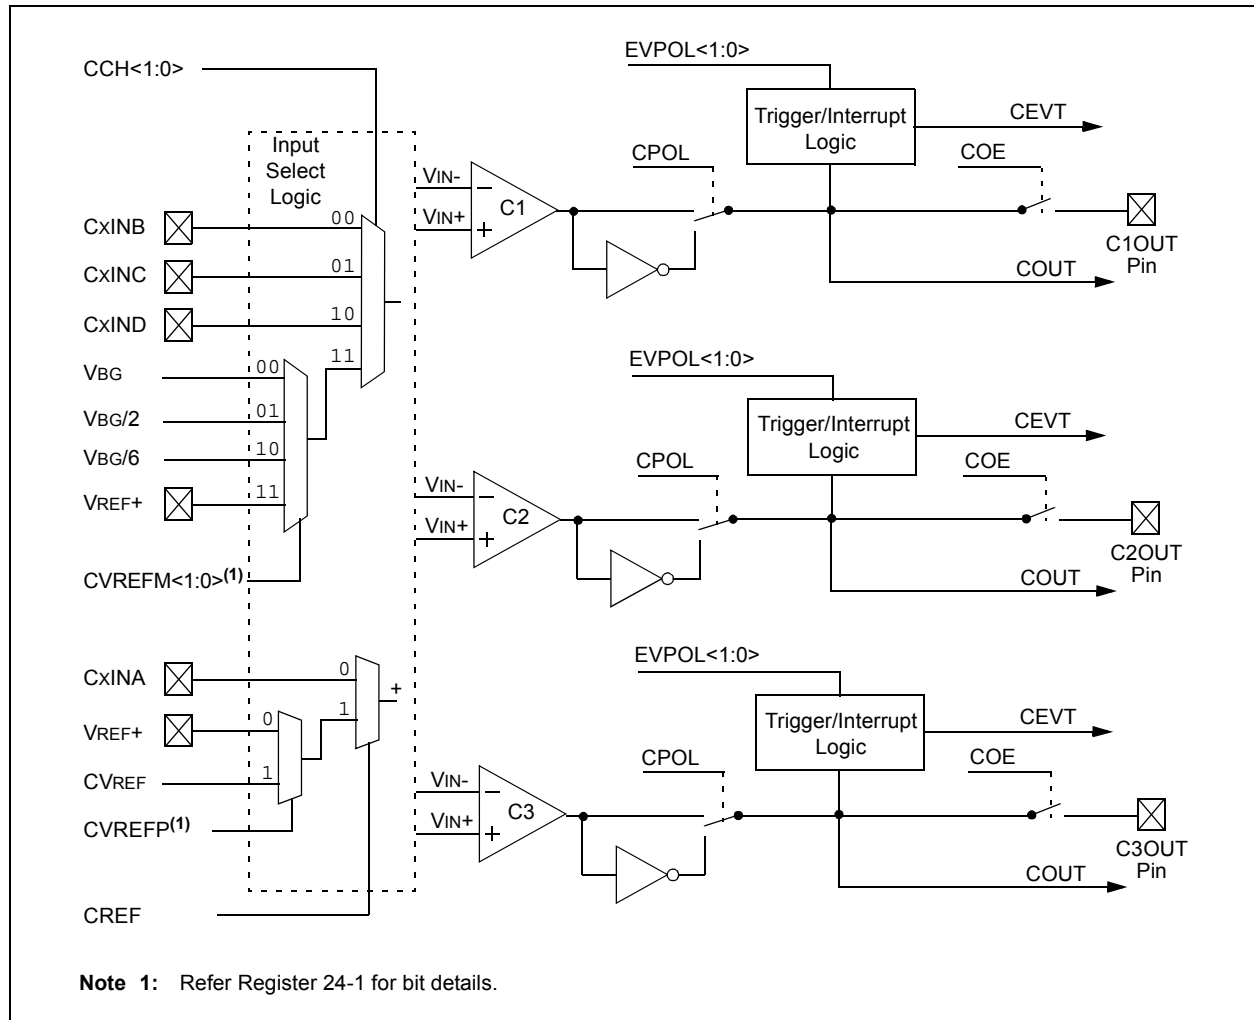 CCH<1:0>
Input
Select
Logic
CxINB
00
CxINC
01
CxIND
10
11
VBG
00
VBG/2
01
VBG/6
10
VREF+
11
CVREFM<1:0>(1)
CxINA
0
+
1
VREF+
0
CVREF
1
CVREFP(1)
CREF
EVPOL<1:0>
Trigger/Interrupt
Logic
CEVT
CPOL
COE
VIN-
–
VIN+
+
C1
C1OUT
Pin
COUT
EVPOL<1:0>
Trigger/Interrupt
Logic
CEVT
CPOL
COE
VIN-
–
VIN+
+
C2
C2OUT
Pin
COUT
EVPOL<1:0>
Trigger/Interrupt
Logic
CEVT
CPOL
COE
VIN-
–
VIN+
+
C3
C3OUT
Pin
COUT
Note 1: Refer Register 24-1 for bit details.